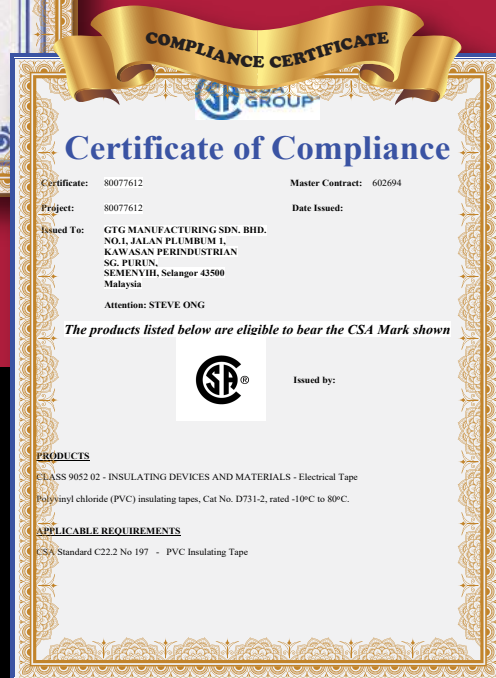 COMPLIANCE CERTIFICATE
GROUP
Certificate of Compliance
Certificate: 80077612 Master Contract: 602694
Project: 80077612 Date Issued:
Issued To: GTG MANUFACTURING SDN. BHD.
NO.1, JALAN PLUMBUM 1,
KAWASAN PERINDUSTRIAN
SG. PURUN,
SEMENYIH, Selangor 43500
Malaysia
Attention: STEVE ONG
The products listed below are eligible to bear the CSA Mark shown
Issued by:
PRODUCTS
CLASS 9052 02 - INSULATING DEVICES AND MATERIALS - Electrical Tape
Polyvinyl chloride (PVC) insulating tapes, Cat No. D731-2, rated -10ºC to 80ºC.
APPLICABLE REQUIREMENTS
CSA Standard C22.2 No 197 - PVC Insulating Tape